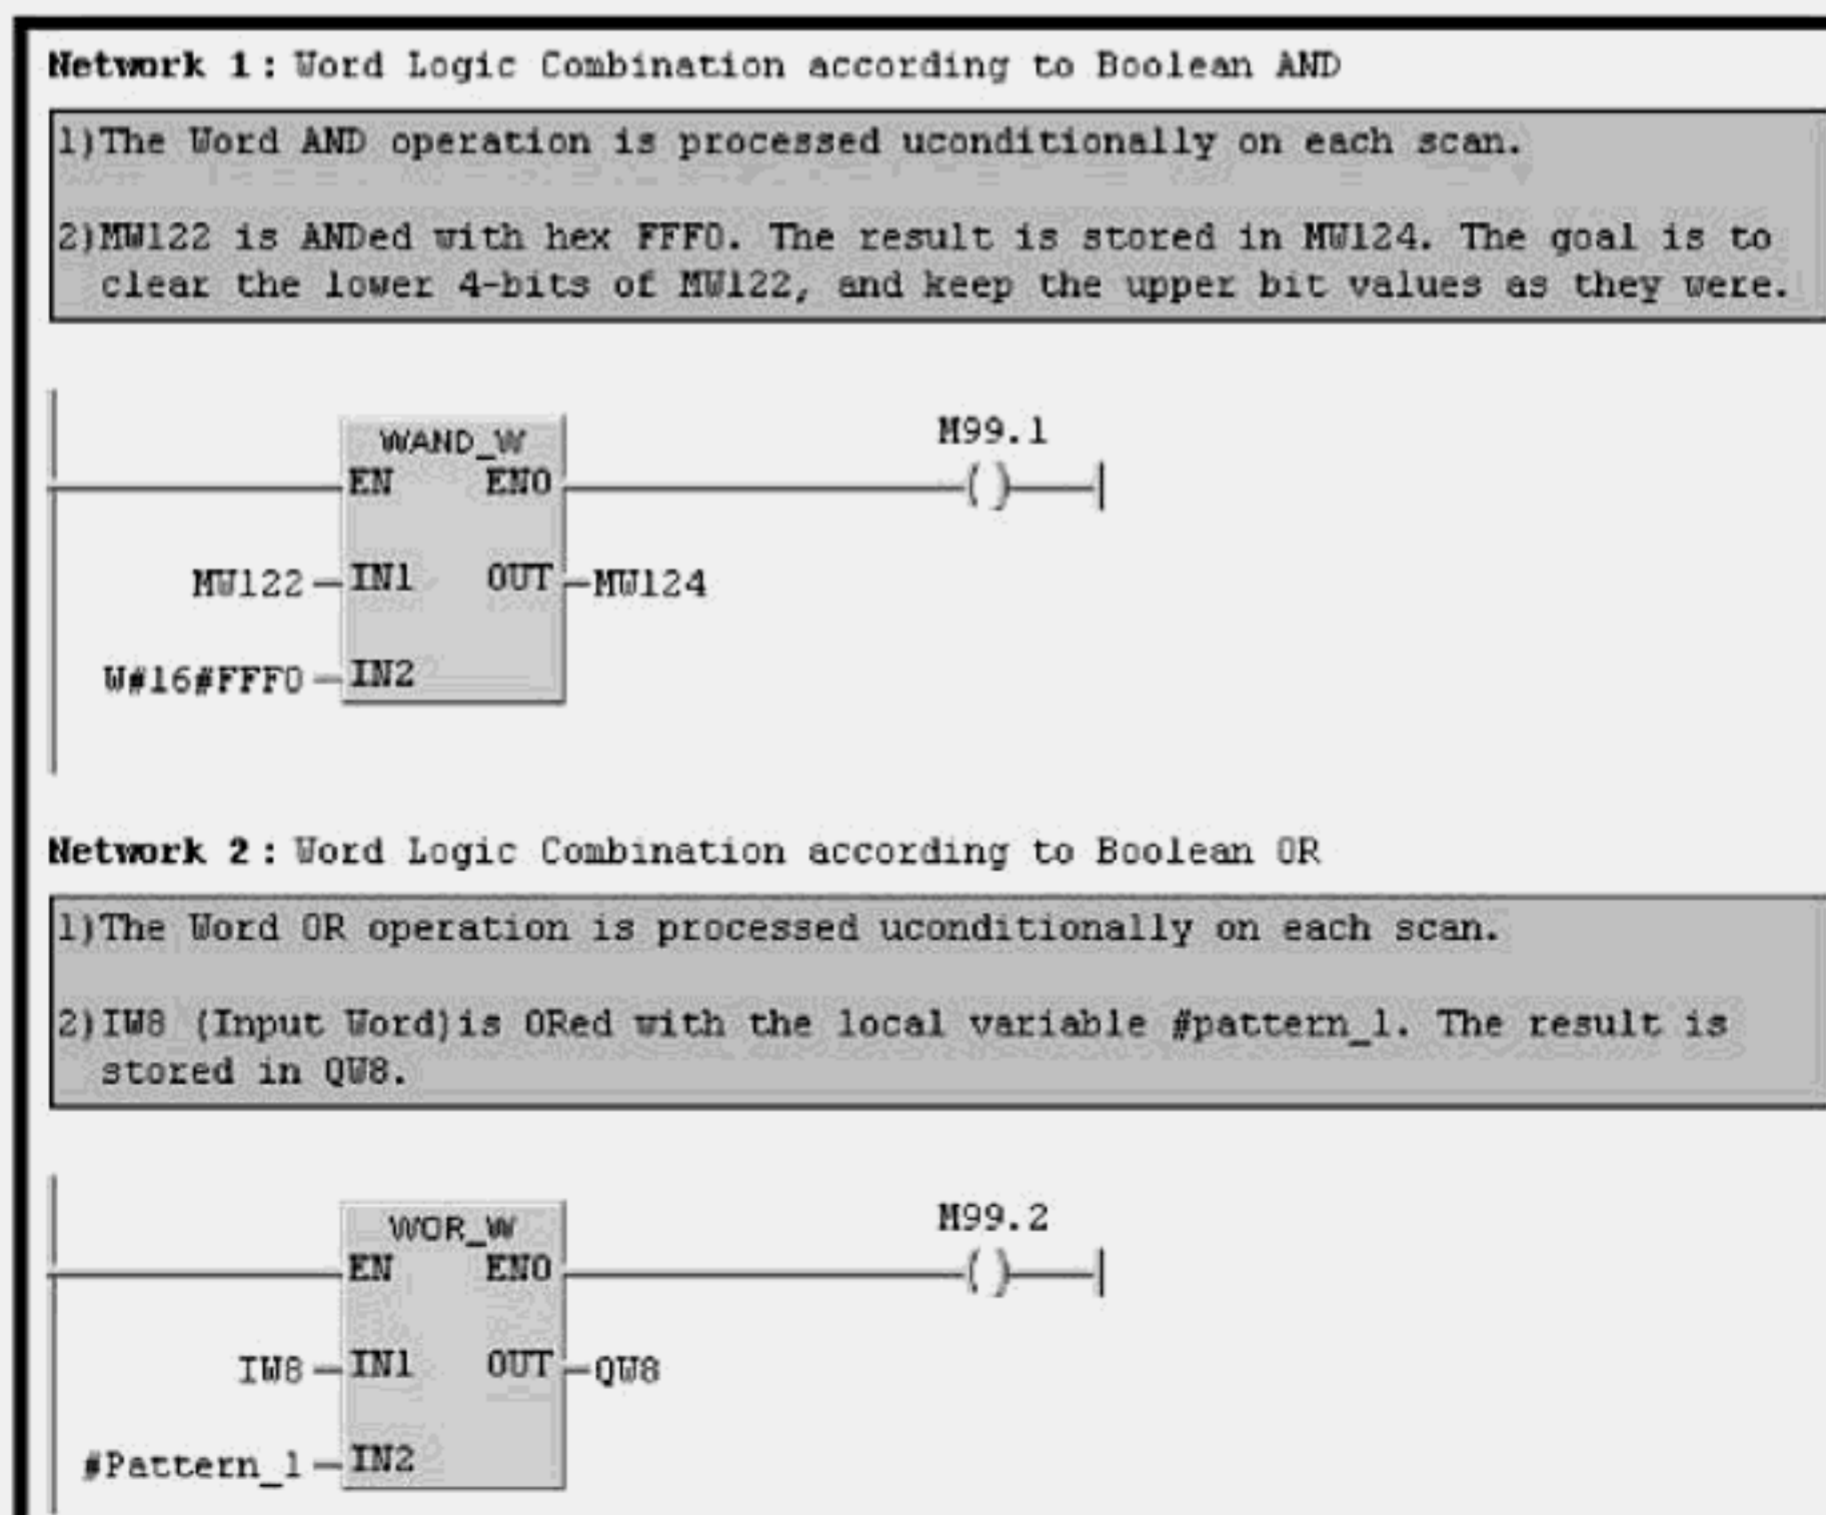 Network 1 : Word Logic Combination according to Boolean AND
1)The Word AND operation is processed uconditionally on each scan.
2)MW122 is ANDed with hex FFF0. The result is stored in MW124. The goal is to
clear the lower 4-bits of MW122, and keep the upper bit values as they were.
WAND_W
M99.1
EN ENO
MW122 IN1 OUT MW124
W#16#FFF0 IN2
Network 2 : Word Logic Combination according to Boolean OR
1)The Word OR operation is processed uconditionally on each scan.
2)IW8 (Input Word)is ORed with the local variable #pattern_1. The result is
stored in QW8.
WOR_W
M99.2
EN ENO
IW8 IN1 OUT QW8
#Pattern_1 IN2